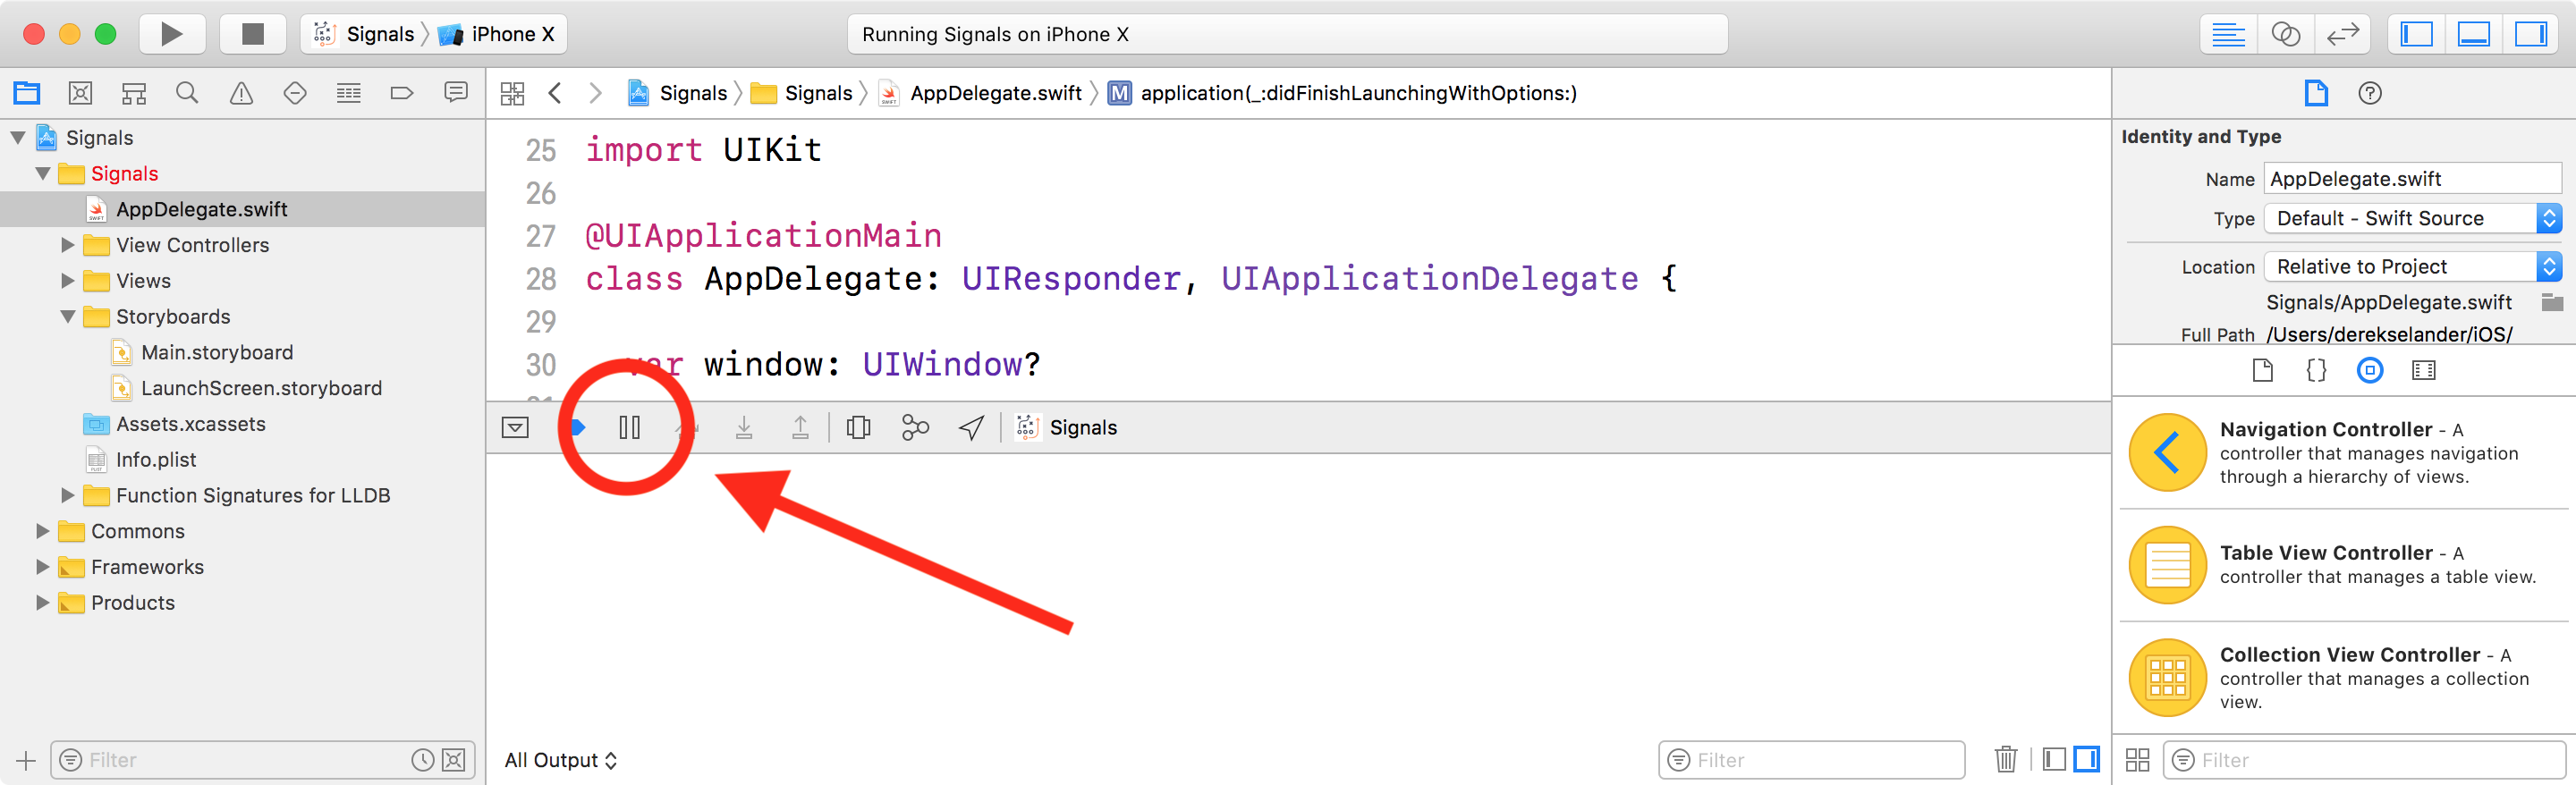 Signals
iPhone X
Running Signals on iPhone X
Signals
Signals
AppDelegate.swift
View Controllers
Views
Storyboards
Main.storyboard
LaunchScreen.storyboard
Assets.xcassets
Info.plist
Function Signatures for LLDB
Commons
Frameworks
Products
Filter
Signals
Signals
AppDelegate.swift
M
application(_:didFinishLaunchingWithOptions:)
25 import UIKit
26
27 @UIApplicationMain
28 class AppDelegate: UIResponder, UIApplicationDelegate {
29
30 var window: UIWindow?
Signals
All Output
Filter
Identity and Type
Name AppDelegate.swift
Type Default - Swift Source
Location Relative to Project
Signals/AppDelegate.swift
Full Path /Users/derekselander/iOS/
Navigation Controller - A
controller that manages navigation
through a hierarchy of views.
Table View Controller - A
controller that manages a table view.
Collection View Controller - A
controller that manages a collection
view.
Filter